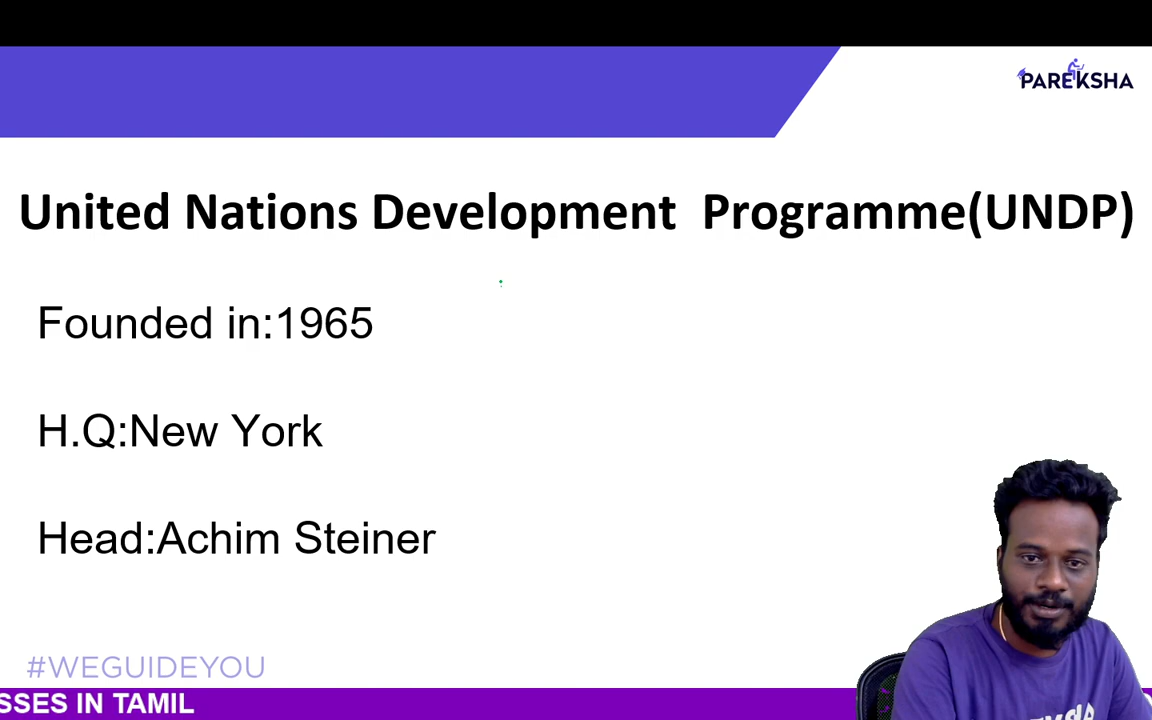 PAREKSHA
United Nations Development Programme(UNDP)
Founded in:1965
H.Q:New York
Head:Achim Steiner
#WEGUIDEYOU
SSES IN TAMIL